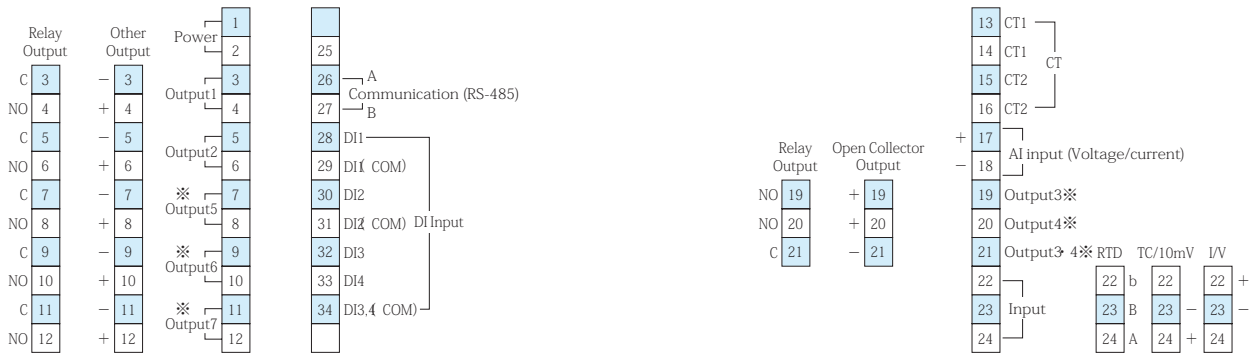 Relay Output
Other Output
Power
1
2
25
C 3
− 3
Output1
3
26
A
Communication (RS-485)
NO 4
+ 4
4
27
B
C 5
− 5
Output2
5
28 DI1
NO 6
+ 6
6
29 DI1( COM)
C 7
− 7
※
Output5
7
30 DI2
NO 8
+ 8
8
31 DI2( COM)
DI Input
C 9
− 9
※
Output6
9
32 DI3
NO 10
+ 10
10
33 DI4
C 11
− 11
※
Output7
11
34 DI3,4( COM)
NO 12
+ 12
12
13 CT1
14 CT1
CT
15 CT2
16 CT2
+ 17
AI input (Voltage/current)
− 18
Relay Output
Open Collector Output
NO 19
+ 19
19 Output3※
NO 20
+ 20
20 Output4※
C 21
− 21
21 Output3･4※
RTD
TC/10mV
I/V
22
22 b
22
22 +
23
Input
23 B
23 −
23 −
24
24 A
24 +
24